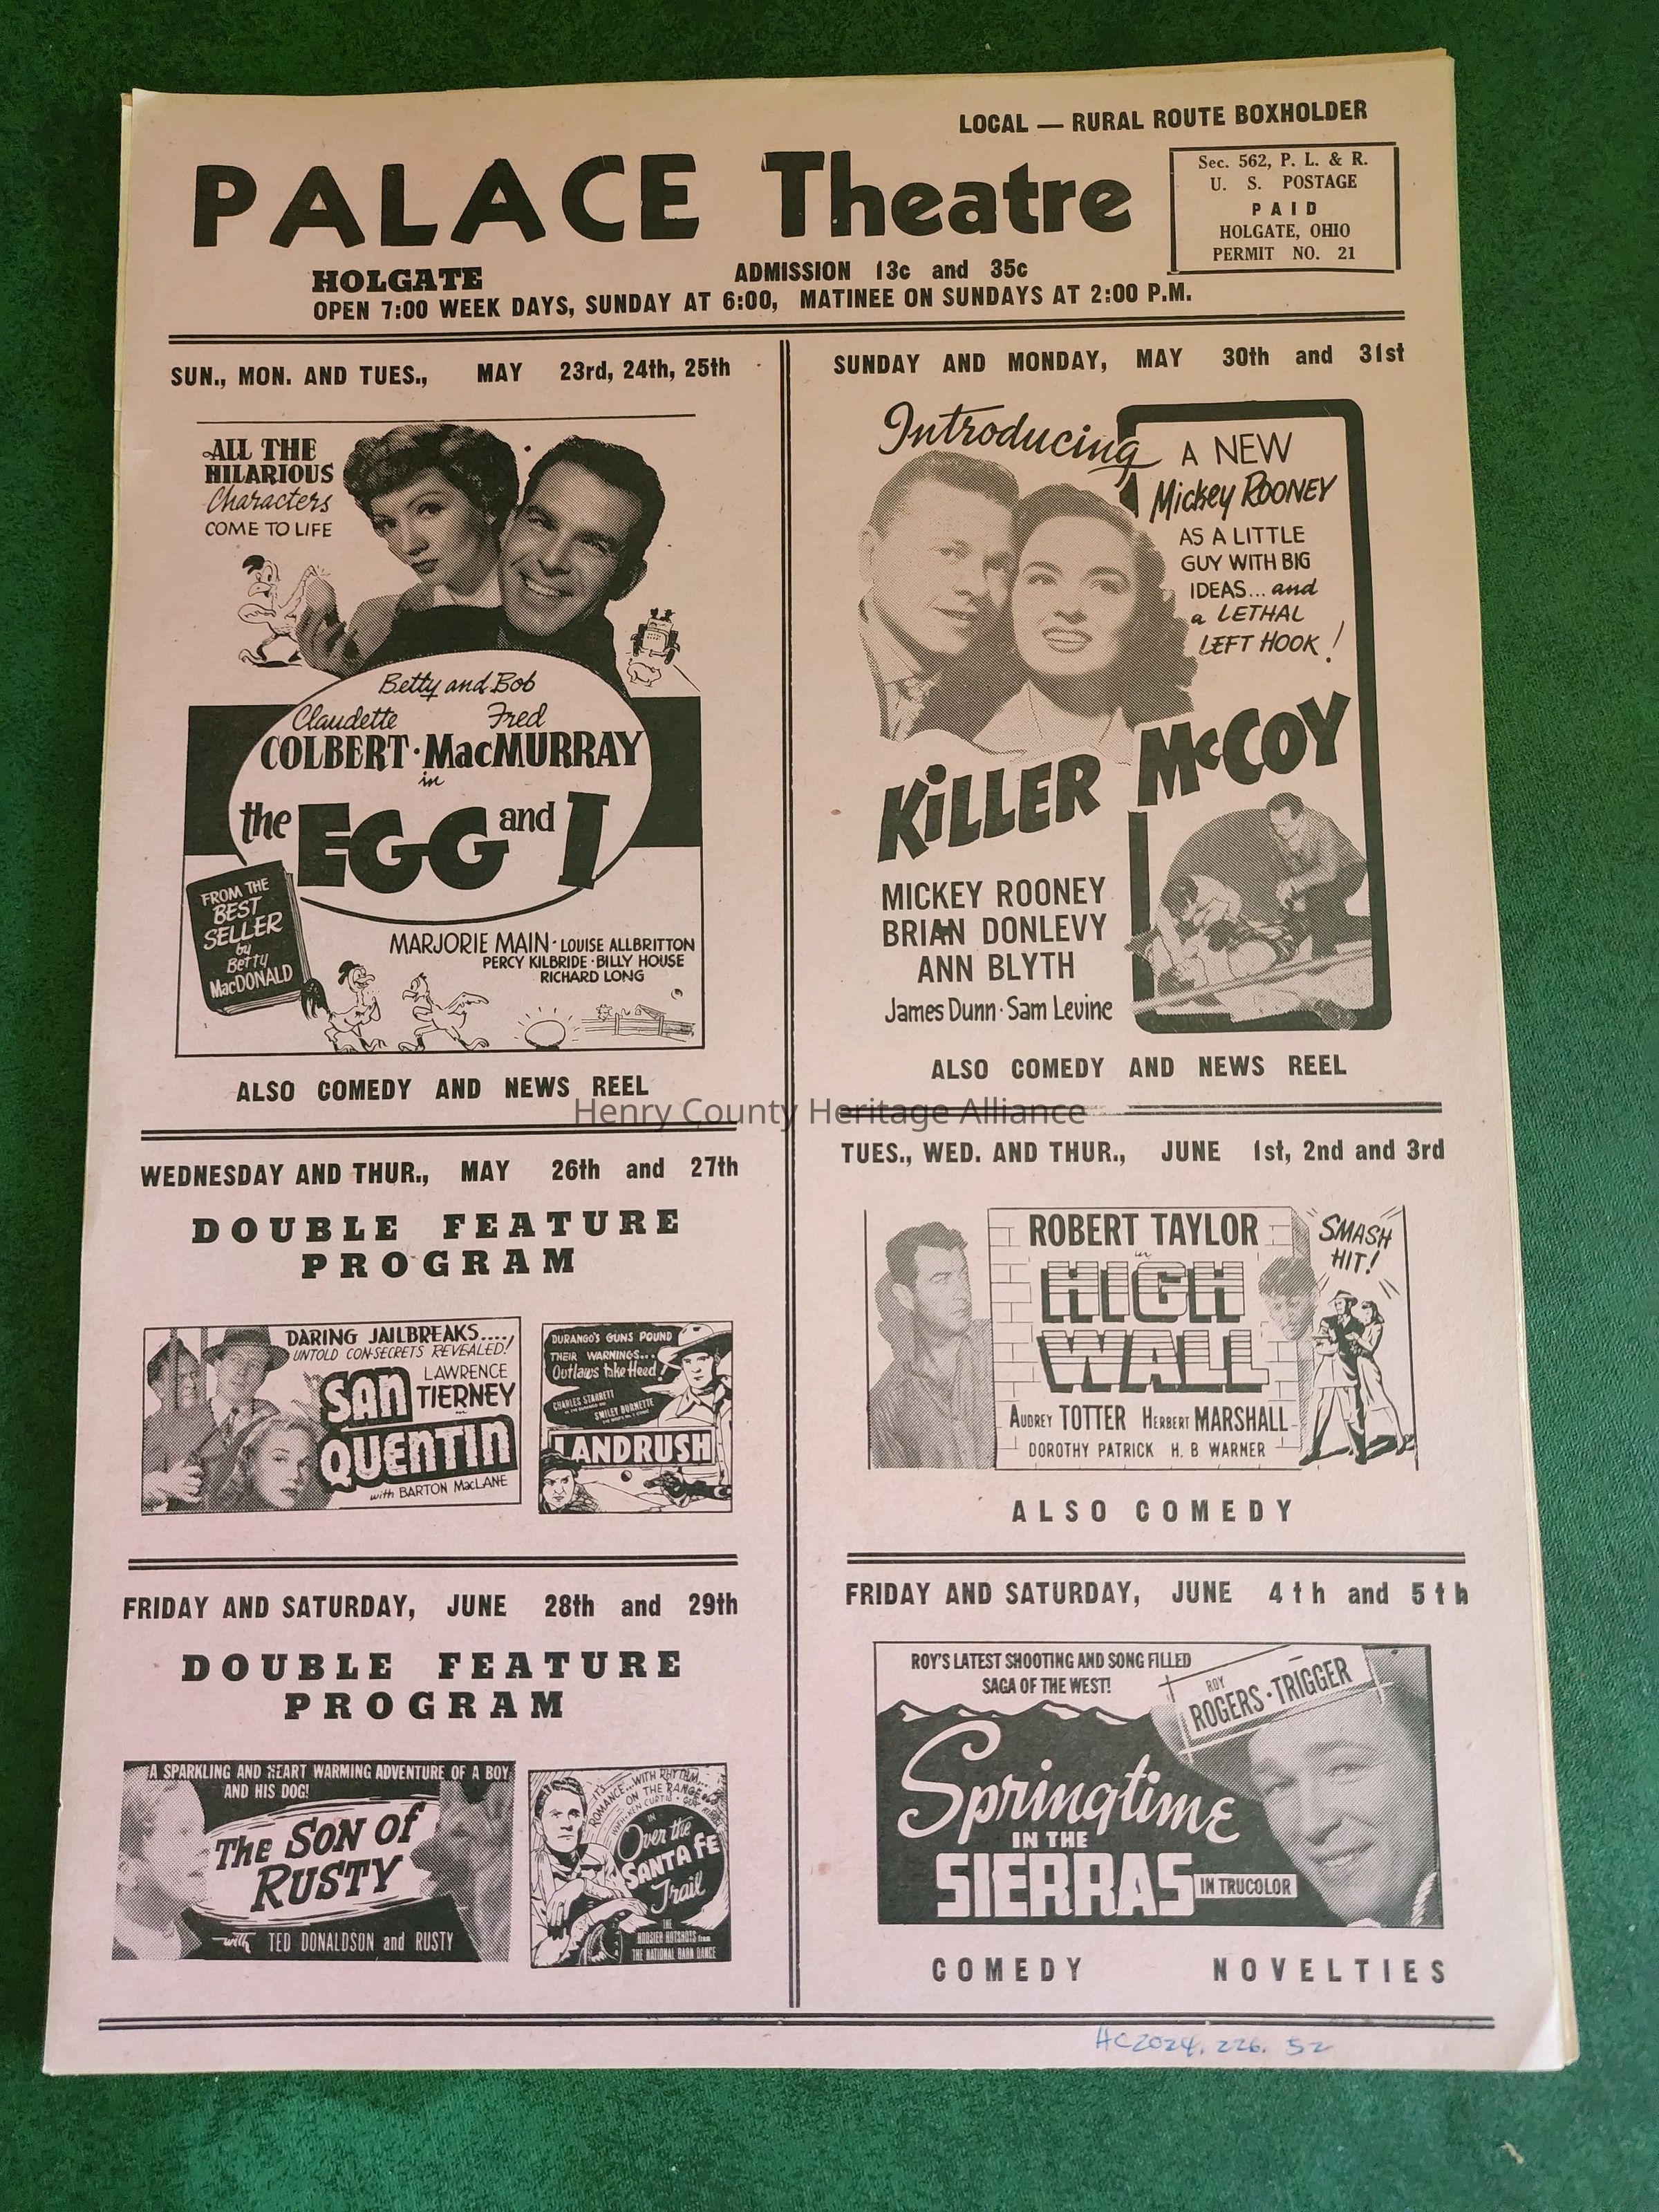 LOCAL — RURAL ROUTE BOXHOLDER
PALACE Theatre
Sec. 562, P. L. & R.
U. S. POSTAGE
PAID
HOLGATE, OHIO
PERMIT NO. 21
HOLGATE
ADMISSION 13c and 35c
OPEN 7:00 WEEK DAYS, SUNDAY AT 6:00, MATINEE ON SUNDAYS AT 2:00 P.M.
SUN., MON. AND TUES., MAY 23rd, 24th, 25th
ALL THE
HILARIOUS
Characters
COME TO LIFE
Betty and Bob
Claudette Fred
COLBERT · MacMURRAY
in
the EGG and I
FROM THE
BEST
SELLER
by
Betty
MacDONALD
MARJORIE MAIN · LOUISE ALLBRITTON
PERCY KILBRIDE · BILLY HOUSE
RICHARD LONG
ALSO COMEDY AND NEWS REEL
WEDNESDAY AND THUR., MAY 26th and 27th
DOUBLE FEATURE
PROGRAM
DARING JAILBREAKS....
UNTOLD CON-SECRETS REVEALED!
SAN
QUENTIN
LAWRENCE
TIERNEY
with BARTON MacLANE
DURANGO'S GUNS POUND
THEIR WARNINGS...
Outlaws take Heed!
CHARLES STARRETT
SMILEY BURNETTE
LANDRUSH
FRIDAY AND SATURDAY, JUNE 28th and 29th
DOUBLE FEATURE
PROGRAM
A SPARKLING AND HEART WARMING ADVENTURE OF A BOY
AND HIS DOG!
The SON of
RUSTY
with TED DONALDSON and RUSTY
IT'S
ROMANCE...WITH RHYTHM...
ON THE RANGE
KEN CURTIS
IN
Over the
SANTA FE
Trail
THE
HOOSIER HOTSHOTS from
THE NATIONAL BARN DANCE
SUNDAY AND MONDAY, MAY 30th and 31st
Introducing
A NEW
Mickey ROONEY
AS A LITTLE
GUY WITH BIG
IDEAS... and
a LETHAL
LEFT HOOK!
KILLER McCOY
MICKEY ROONEY
BRIAN DONLEVY
ANN BLYTH
James Dunn · Sam Levine
ALSO COMEDY AND NEWS REEL
Henry County Heritage Alliance
TUES., WED. AND THUR., JUNE 1st, 2nd and 3rd
ROBERT TAYLOR
in
HIGH
WALL
SMASH
HIT!
AUDREY TOTTER HERBERT MARSHALL
DOROTHY PATRICK H. B. WARNER
ALSO COMEDY
FRIDAY AND SATURDAY, JUNE 4th and 5th
ROY'S LATEST SHOOTING AND SONG FILLED
SAGA OF THE WEST!
ROY
ROGERS · TRIGGER
Springtime
IN THE
SIERRAS
IN TRUCOLOR
COMEDY NOVELTIES
HC2024. 226. 52